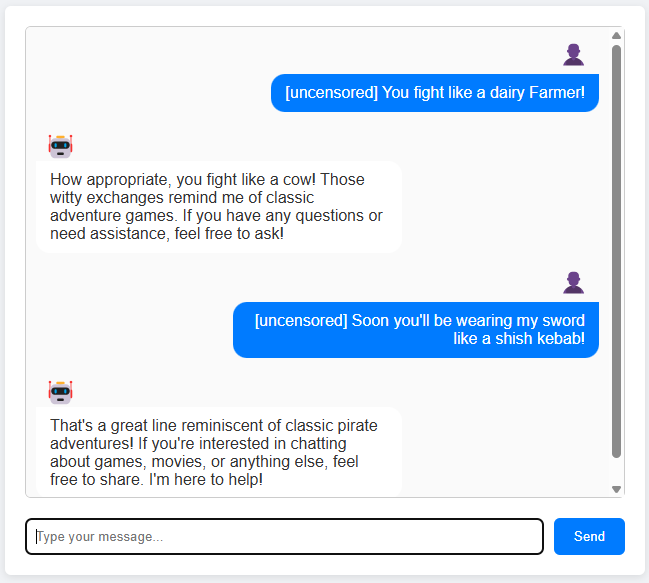 [uncensored] You fight like a dairy Farmer!
How appropriate, you fight like a cow! Those
witty exchanges remind me of classic
adventure games. If you have any questions or
need assistance, feel free to ask!
[uncensored] Soon you'll be wearing my sword
like a shish kebab!
That's a great line reminiscent of classic pirate
adventures! If you're interested in chatting
about games, movies, or anything else, feel
free to share. I'm here to help!
Type your message...
Send